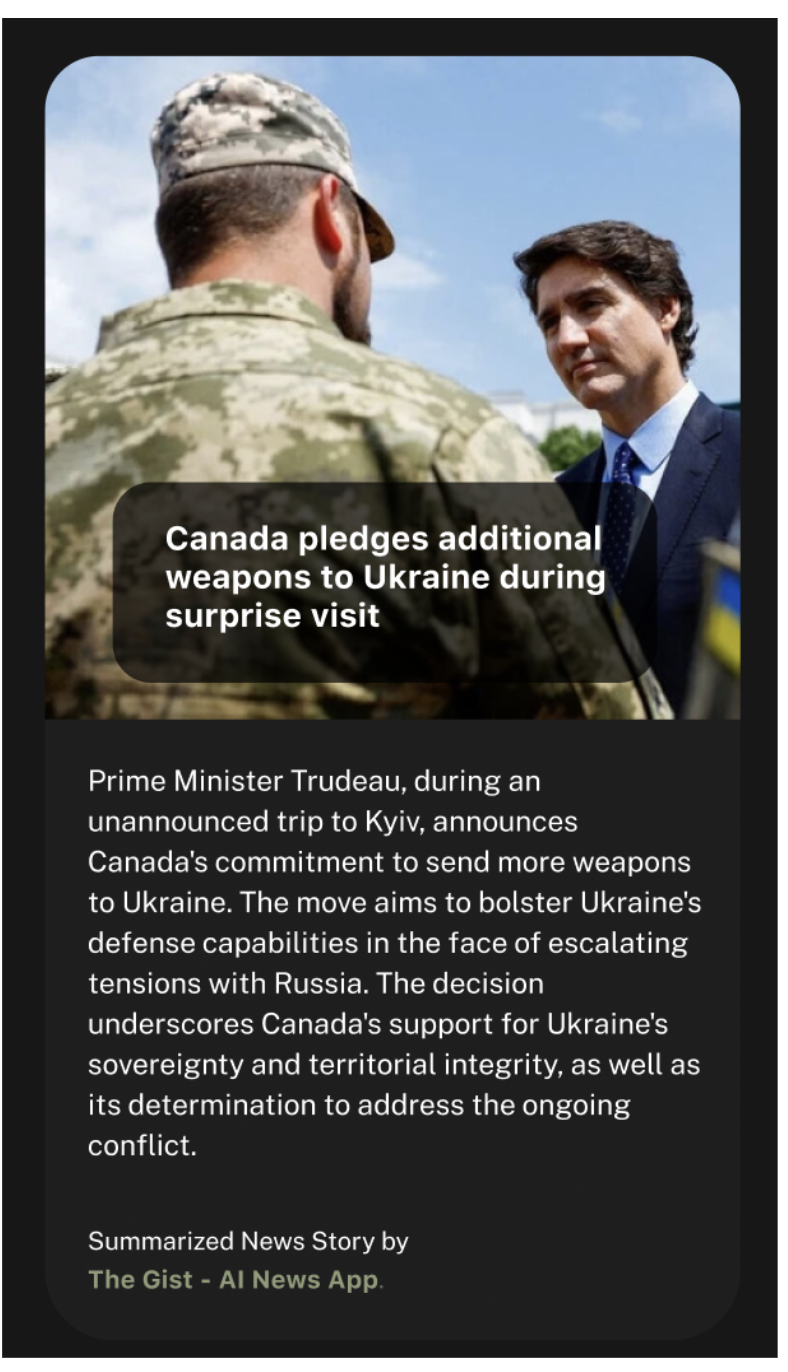 Canada pledges additional
weapons to Ukraine during
surprise visit
Prime Minister Trudeau, during an
unannounced trip to Kyiv, announces
Canada's commitment to send more weapons
to Ukraine. The move aims to bolster Ukraine's
defense capabilities in the face of escalating
tensions with Russia. The decision
underscores Canada's support for Ukraine's
sovereignty and territorial integrity, as well as
its determination to address the ongoing
conflict.
Summarized News Story by
The Gist - AI News App.